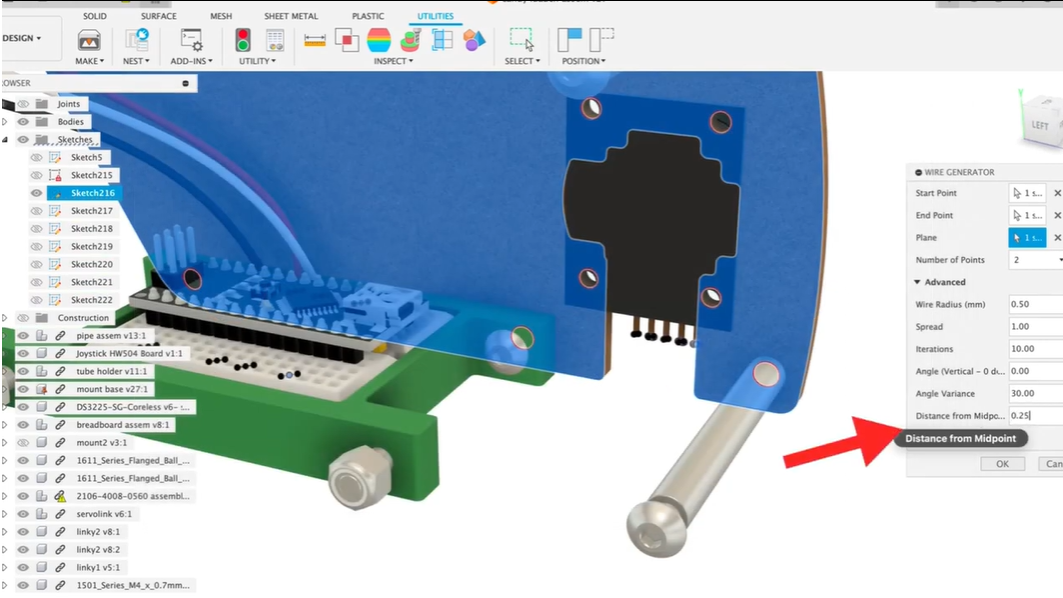 SOLID SURFACE MESH SHEET METAL PLASTIC UTILITIES
DESIGN
MAKE NEST ADD-INS UTILITY INSPECT SELECT POSITION
OWSER
Joints
Bodies
Sketches
Sketch5
Sketch215
Sketch216
Sketch217
Sketch218
Sketch219
Sketch220
Sketch221
Sketch222
Construction
pipe assem v13:1
Joystick HW504 Board v1:1
tube holder v11:1
mount base v27:1
DS3225-SG-Coreless v6- s...
breadboard assem v8:1
mount2 v3:1
1611_Series_Flanged_Ball_...
1611_Series_Flanged_Ball_...
2106-4008-0560 assembl...
servolink v6:1
linky2 v8:1
linky2 v8:2
linky1 v5:1
1501_Series_M4_x_0.7mm...
LEFT
WIRE GENERATOR
Start Point 1 s...
End Point 1 s...
Plane 1 s...
Number of Points 2
Advanced
Wire Radius (mm) 0.50
Spread 1.00
Iterations 10.00
Angle (Vertical - 0 d... 0.00
Angle Variance 30.00
Distance from Midpo... 0.25
Distance from Midpoint
OK Can